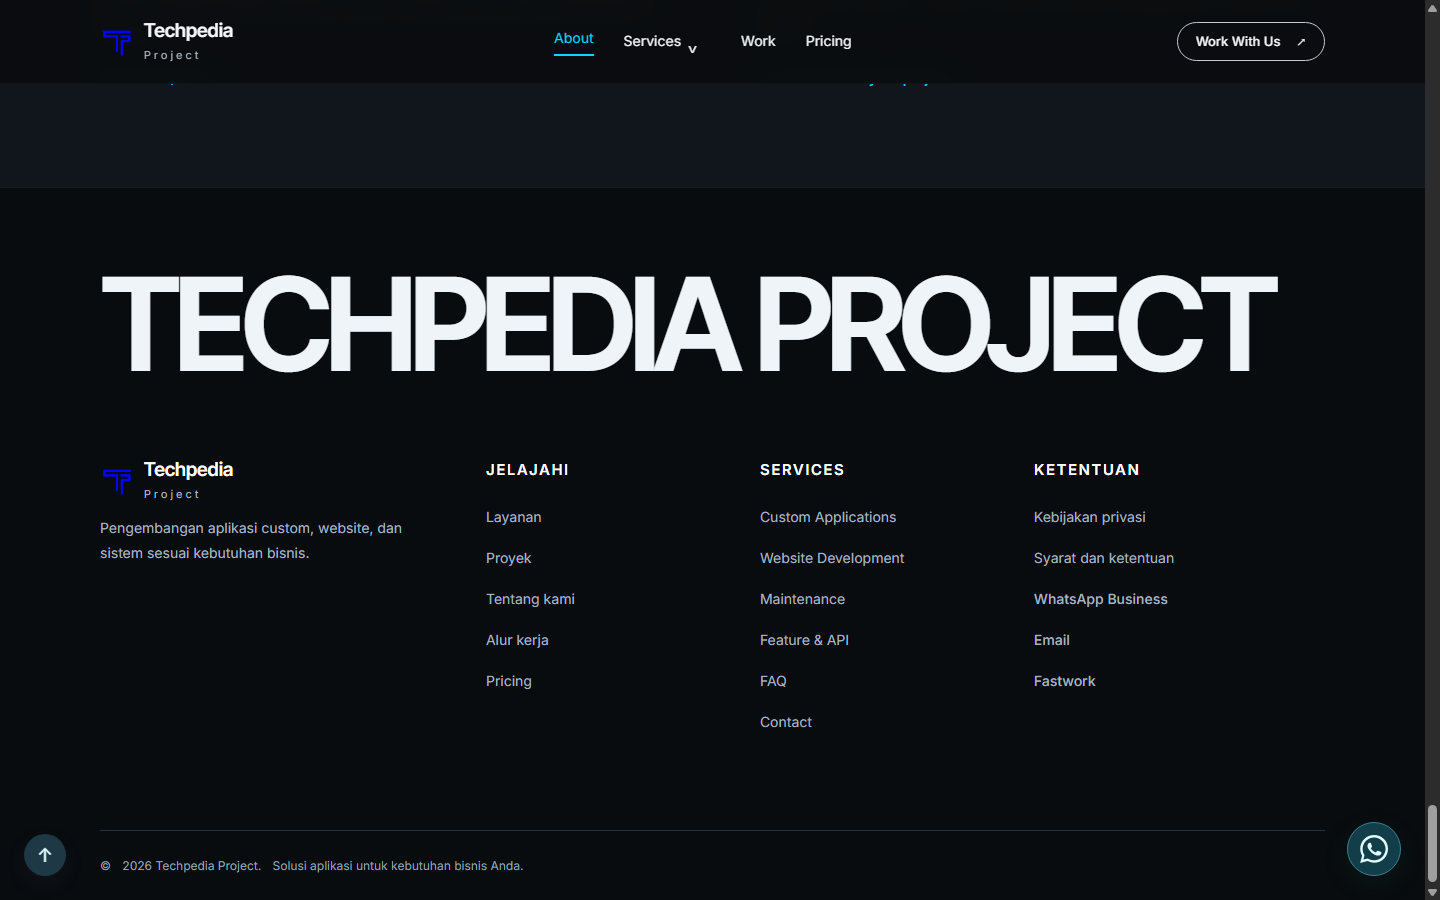 Techpedia
Project
About
Services
Work
Pricing
Work With Us
TECHPEDIA PROJECT
Techpedia
Project
Pengembangan aplikasi custom, website, dan
sistem sesuai kebutuhan bisnis.
JELAJAHI
Layanan
Proyek
Tentang kami
Alur kerja
Pricing
SERVICES
Custom Applications
Website Development
Maintenance
Feature & API
FAQ
Contact
KETENTUAN
Kebijakan privasi
Syarat dan ketentuan
WhatsApp Business
Email
Fastwork
© 2026 Techpedia Project. Solusi aplikasi untuk kebutuhan bisnis Anda.